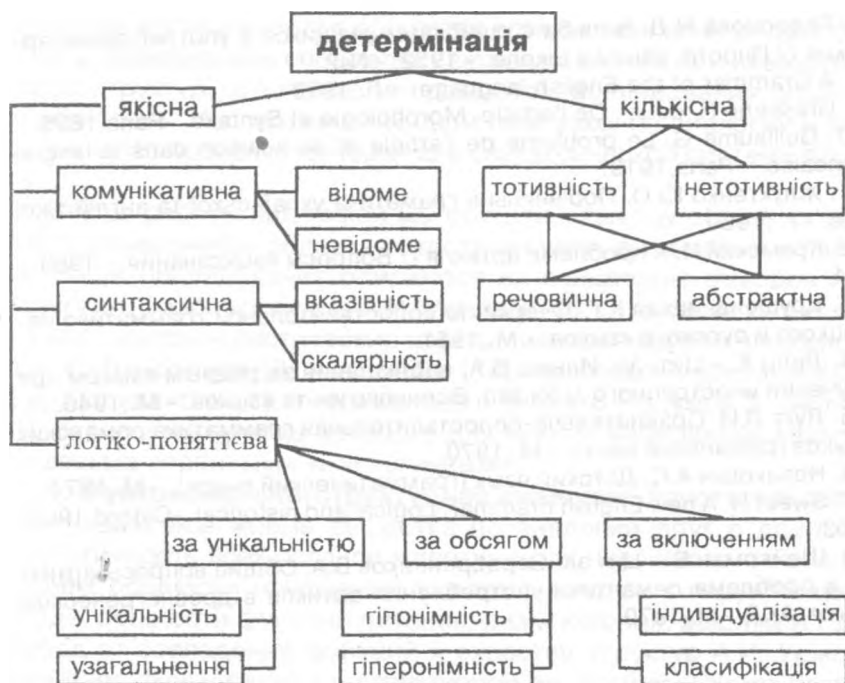 детермінація
якісна
кількісна
комунікативна
відоме
тотивність
нетотивність
невідоме
синтаксична
вказівність
речовинна
абстрактна
скалярність
логіко-поняттєва
за унікальністю
за обсягом
за включенням
унікальність
гіпонімність
індивідуалізація
узагальнення
гіперонімність
класифікація